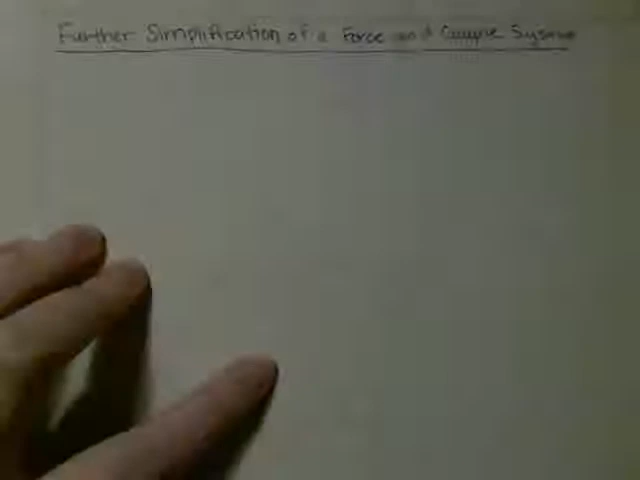 Further Simplification of a Force and Couple System